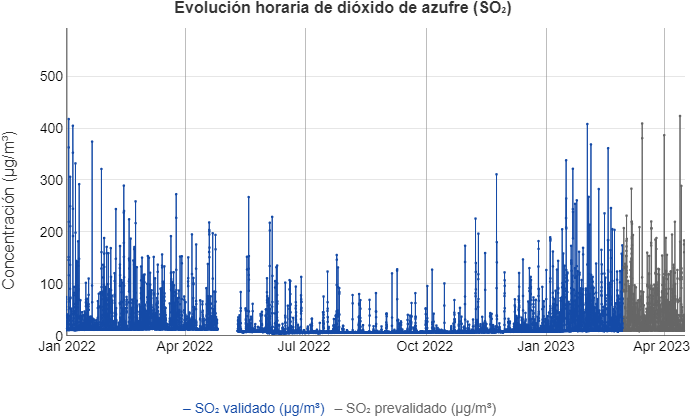 Evolución horaria de dióxido de azufre (SO₂)
Concentración (µg/m³)
500
400
300
200
100
0
Jan 2022
Apr 2022
Jul 2022
Oct 2022
Jan 2023
Apr 2023
– SO₂ validado (µg/m³) – SO₂ prevalidado (µg/m³)